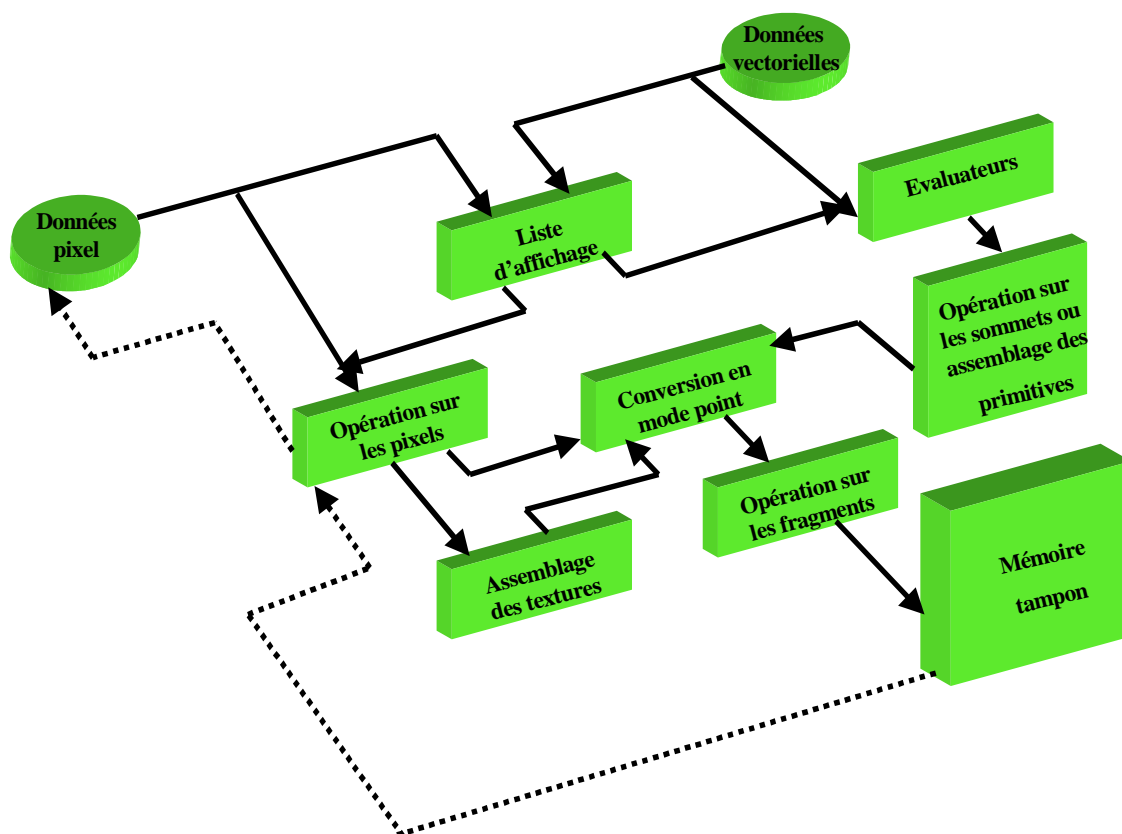 Données
vectorielles
Evaluateurs
Données
pixel
Liste
d'affichage
Opération sur
les sommets ou
assemblage des
primitives
Conversion en
mode point
Opération sur
les pixels
Opération sur
les fragments
Assemblage
des textures
Mémoire
tampon